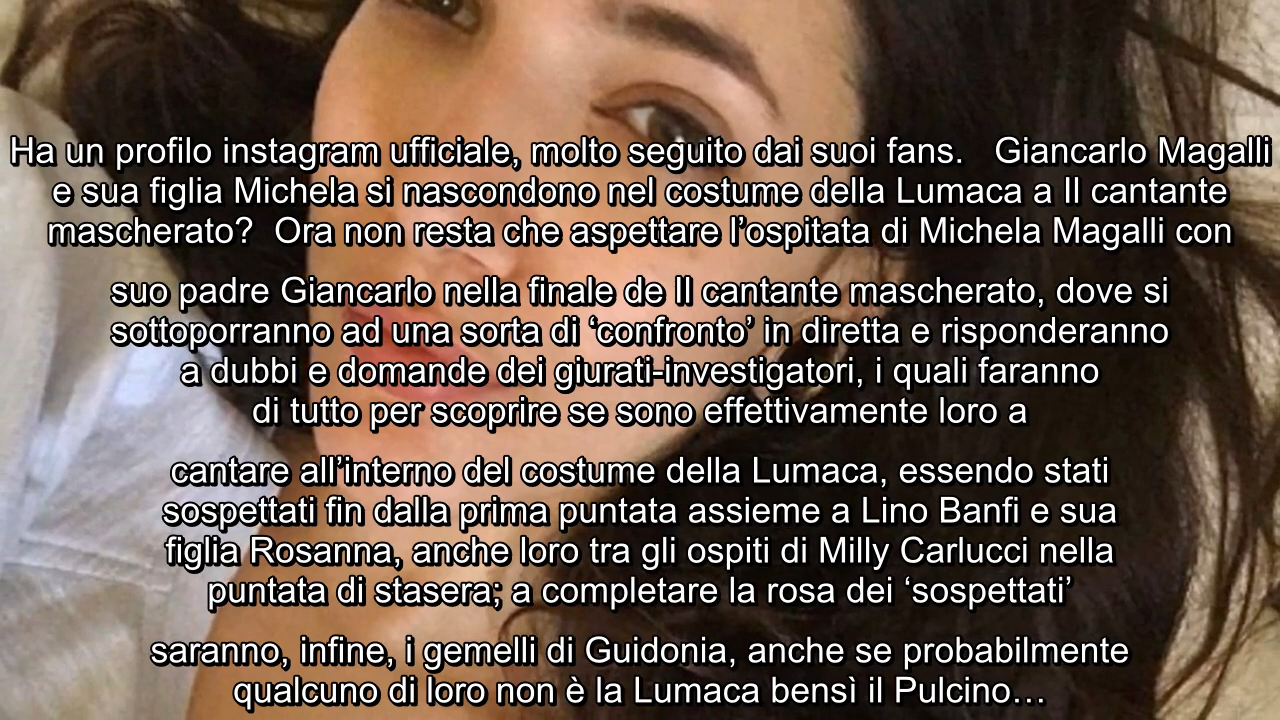 Ha un profilo instagram ufficiale, molto seguito dai suoi fans.   Giancarlo Magalli
e sua figlia Michela si nascondono nel costume della Lumaca a Il cantante
mascherato?  Ora non resta che aspettare l’ospitata di Michela Magalli con
suo padre Giancarlo nella finale de Il cantante mascherato, dove si
sottoporranno ad una sorta di ‘confronto’ in diretta e risponderanno
a dubbi e domande dei giurati-investigatori, i quali faranno
di tutto per scoprire se sono effettivamente loro a
cantare all’interno del costume della Lumaca, essendo stati
sospettati fin dalla prima puntata assieme a Lino Banfi e sua
figlia Rosanna, anche loro tra gli ospiti di Milly Carlucci nella
puntata di stasera; a completare la rosa dei ‘sospettati’
saranno, infine, i gemelli di Guidonia, anche se probabilmente
qualcuno di loro non è la Lumaca bensì il Pulcino…